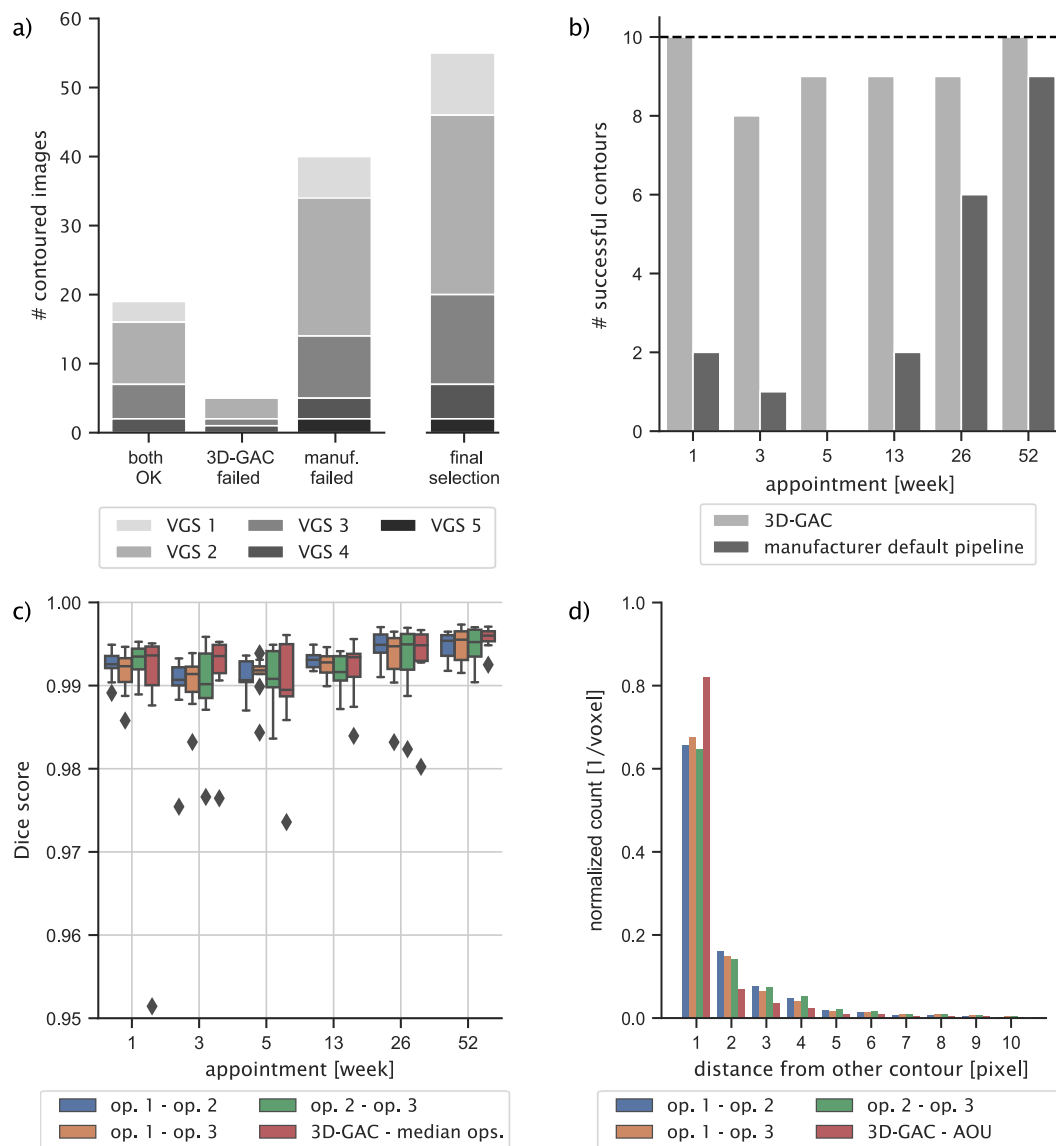 a)
# contoured images
60
50
40
30
20
10
0
both OK
3D-GAC failed
manuf. failed
final selection
VGS 1
VGS 3
VGS 5
VGS 2
VGS 4
b)
# successful contours
10
8
6
4
2
0
1 3 5 13 26 52
appointment [week]
3D-GAC
manufacturer default pipeline
c)
Dice score
1.00
0.99
0.98
0.97
0.96
0.95
1 3 5 13 26 52
appointment [week]
op. 1 - op. 2
op. 2 - op. 3
op. 1 - op. 3
3D-GAC - median ops.
d)
normalized count [1/voxel]
1.0
0.8
0.6
0.4
0.2
0.0
1 2 3 4 5 6 7 8 9 10
distance from other contour [pixel]
op. 1 - op. 2
op. 2 - op. 3
op. 1 - op. 3
3D-GAC - AOU